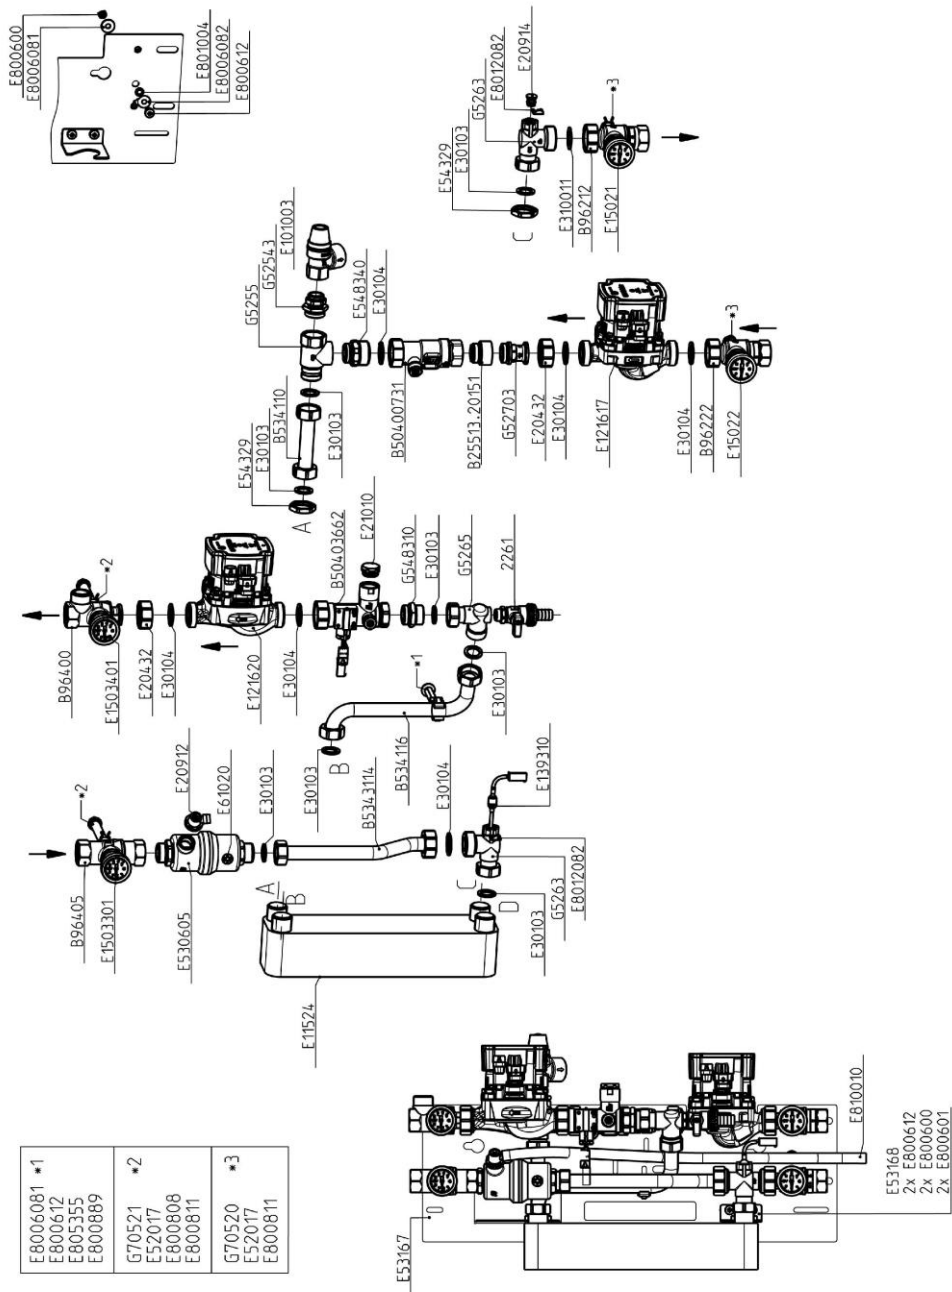 E800600
E8006081
E801004
E8006082
E800612
E20914
E8012082
G5263
E30103
E54329
C
*3
E310011
B96212
E15021
E101003
G52543
G5255
B534110
E30103
E54329
A
E30103
E548340
E30104
B50400731
B25513.20151
G52703
E20432
E30104
E121617
E30104
B96222
E15022
*3
*2
B96400
E1503401
E20432
E30104
E121620
E30104
B50403662
E21010
G548310
E30103
G5265
2261
E30103
*1
B534116
E30103
B
*2
B96405
E1503301
E530605
E20912
E61020
E30103
B5343114
E30104
E139310
A
B
C
D
E30103
G5263
E8012082
E11524
E8006081 *1
E800612
E805355
E800889
G70521 *2
E52017
E800808
E800811
G70520 *3
E52017
E800811
E53167
E810010
E53168
2x E800612
2x E800600
2x E800601